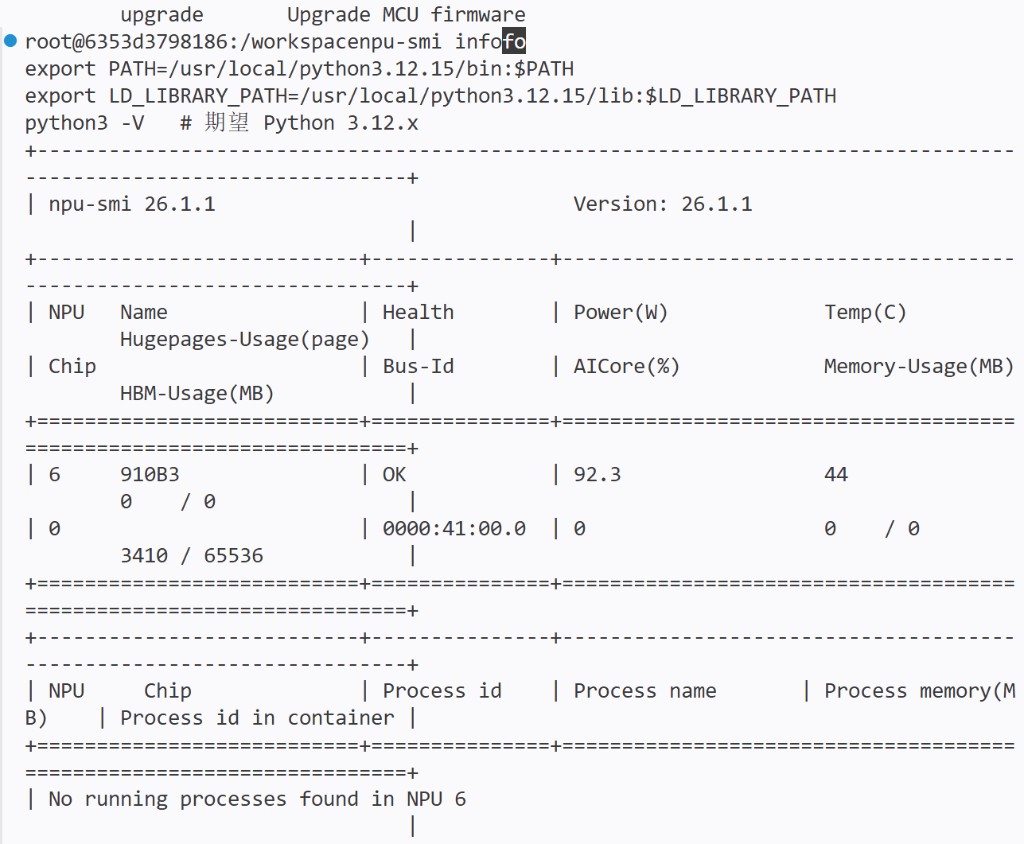 upgrade       Upgrade MCU firmware
root@6353d3798186:/workspacenpu-smi infofo
export PATH=/usr/local/python3.12.15/bin:$PATH
export LD_LIBRARY_PATH=/usr/local/python3.12.15/lib:$LD_LIBRARY_PATH
python3 -V   # 期望 Python 3.12.x
+----------------------------------------------------------------------------------
--------------------------------+
| npu-smi 26.1.1                              Version: 26.1.1
                                |
+---------------------------+---------------+--------------------------------------
--------------------------------+
| NPU   Name                | Health        | Power(W)             Temp(C)
        Hugepages-Usage(page)   |
| Chip                      | Bus-Id        | AICore(%)            Memory-Usage(MB)
        HBM-Usage(MB)           |
+===========================+===============+======================================
================================+
| 6     910B3               | OK            | 92.3                 44
        0    / 0                |
| 0                         | 0000:41:00.0  | 0                    0    / 0
        3410 / 65536            |
+===========================+===============+======================================
================================+
+---------------------------+---------------+--------------------------------------
--------------------------------+
| NPU     Chip              | Process id    | Process name       | Process memory(M
B)    | Process id in container |
+===========================+===============+======================================
================================+
| No running processes found in NPU 6
                                |